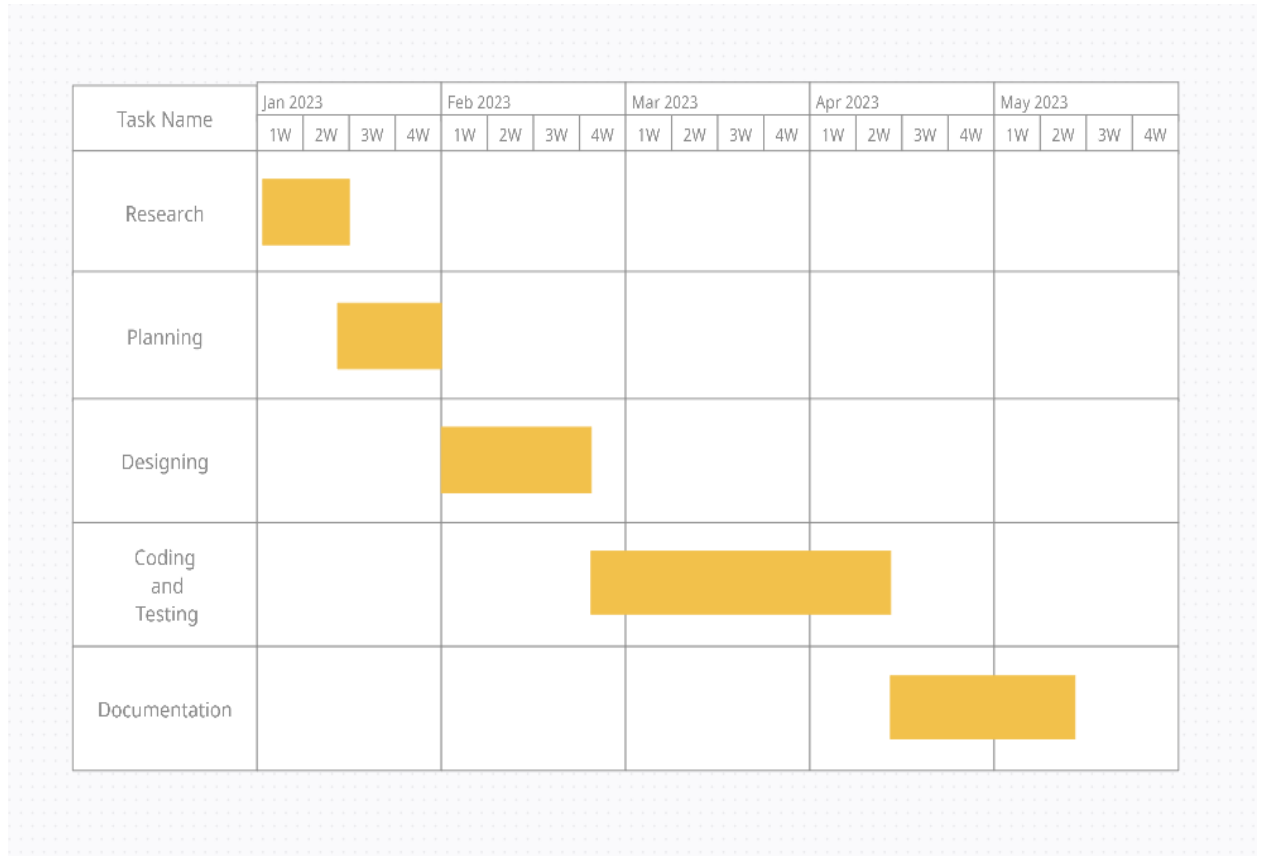 Task Name
Jan 2023 Feb 2023 Mar 2023 Apr 2023 May 2023
1W 2W 3W 4W 1W 2W 3W 4W 1W 2W 3W 4W 1W 2W 3W 4W 1W 2W 3W 4W
Research
Planning
Designing
Coding
and
Testing
Documentation